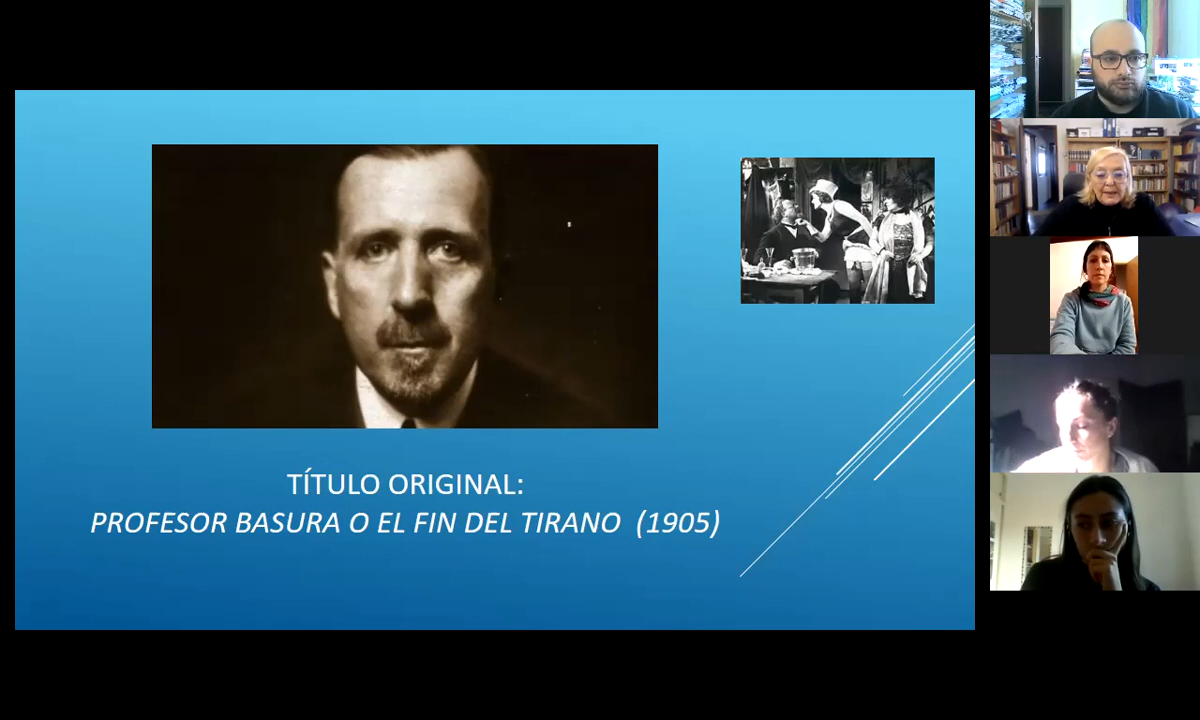 TÍTULO ORIGINAL:
PROFESOR BASURA O EL FIN DEL TIRANO (1905)